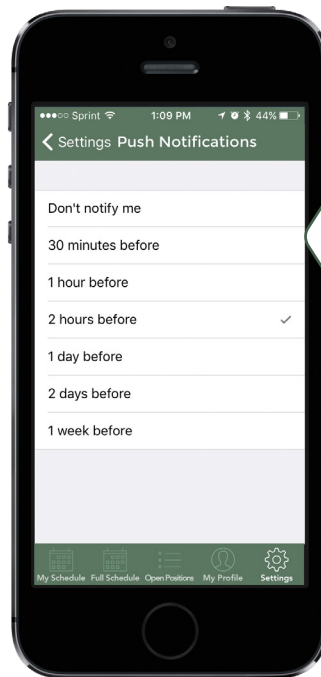 Sprint 1:09 PM 44%
Settings Push Notifications
Don't notify me
30 minutes before
1 hour before
2 hours before
1 day before
2 days before
1 week before
My Schedule Full Schedule Open Positions My Profile Settings